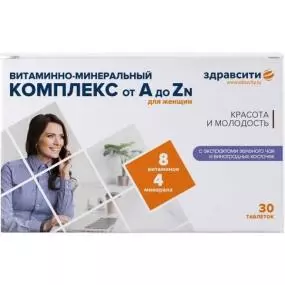 ВИТАМИННО-МИНЕРАЛЬНЫЙ
КОМПЛЕКС от А до Zn
для женщин
здравсити
КРАСОТА
И МОЛОДОСТЬ
с экстрактами зеленого чая
и виноградных косточек
8
витаминов
4
минерала
30
ТАБЛЕТОК